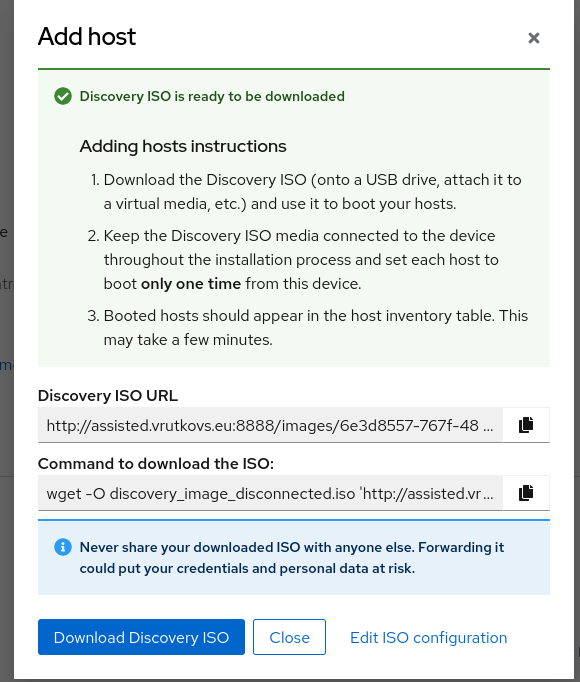 Add host
Discovery ISO is ready to be downloaded
Adding hosts instructions
1. Download the Discovery ISO (onto a USB drive, attach it to
a virtual media, etc.) and use it to boot your hosts.
2. Keep the Discovery ISO media connected to the device
throughout the installation process and set each host to
boot only one time from this device.
3. Booted hosts should appear in the host inventory table. This
may take a few minutes.
Discovery ISO URL
http://assisted.vrutkovs.eu:8888/images/6e3d8557-767f-48 ...
Command to download the ISO:
wget -O discovery_image_disconnected.iso 'http://assisted.vr...
Never share your downloaded ISO with anyone else. Forwarding it
could put your credentials and personal data at risk.
Download Discovery ISO
Close
Edit ISO configuration